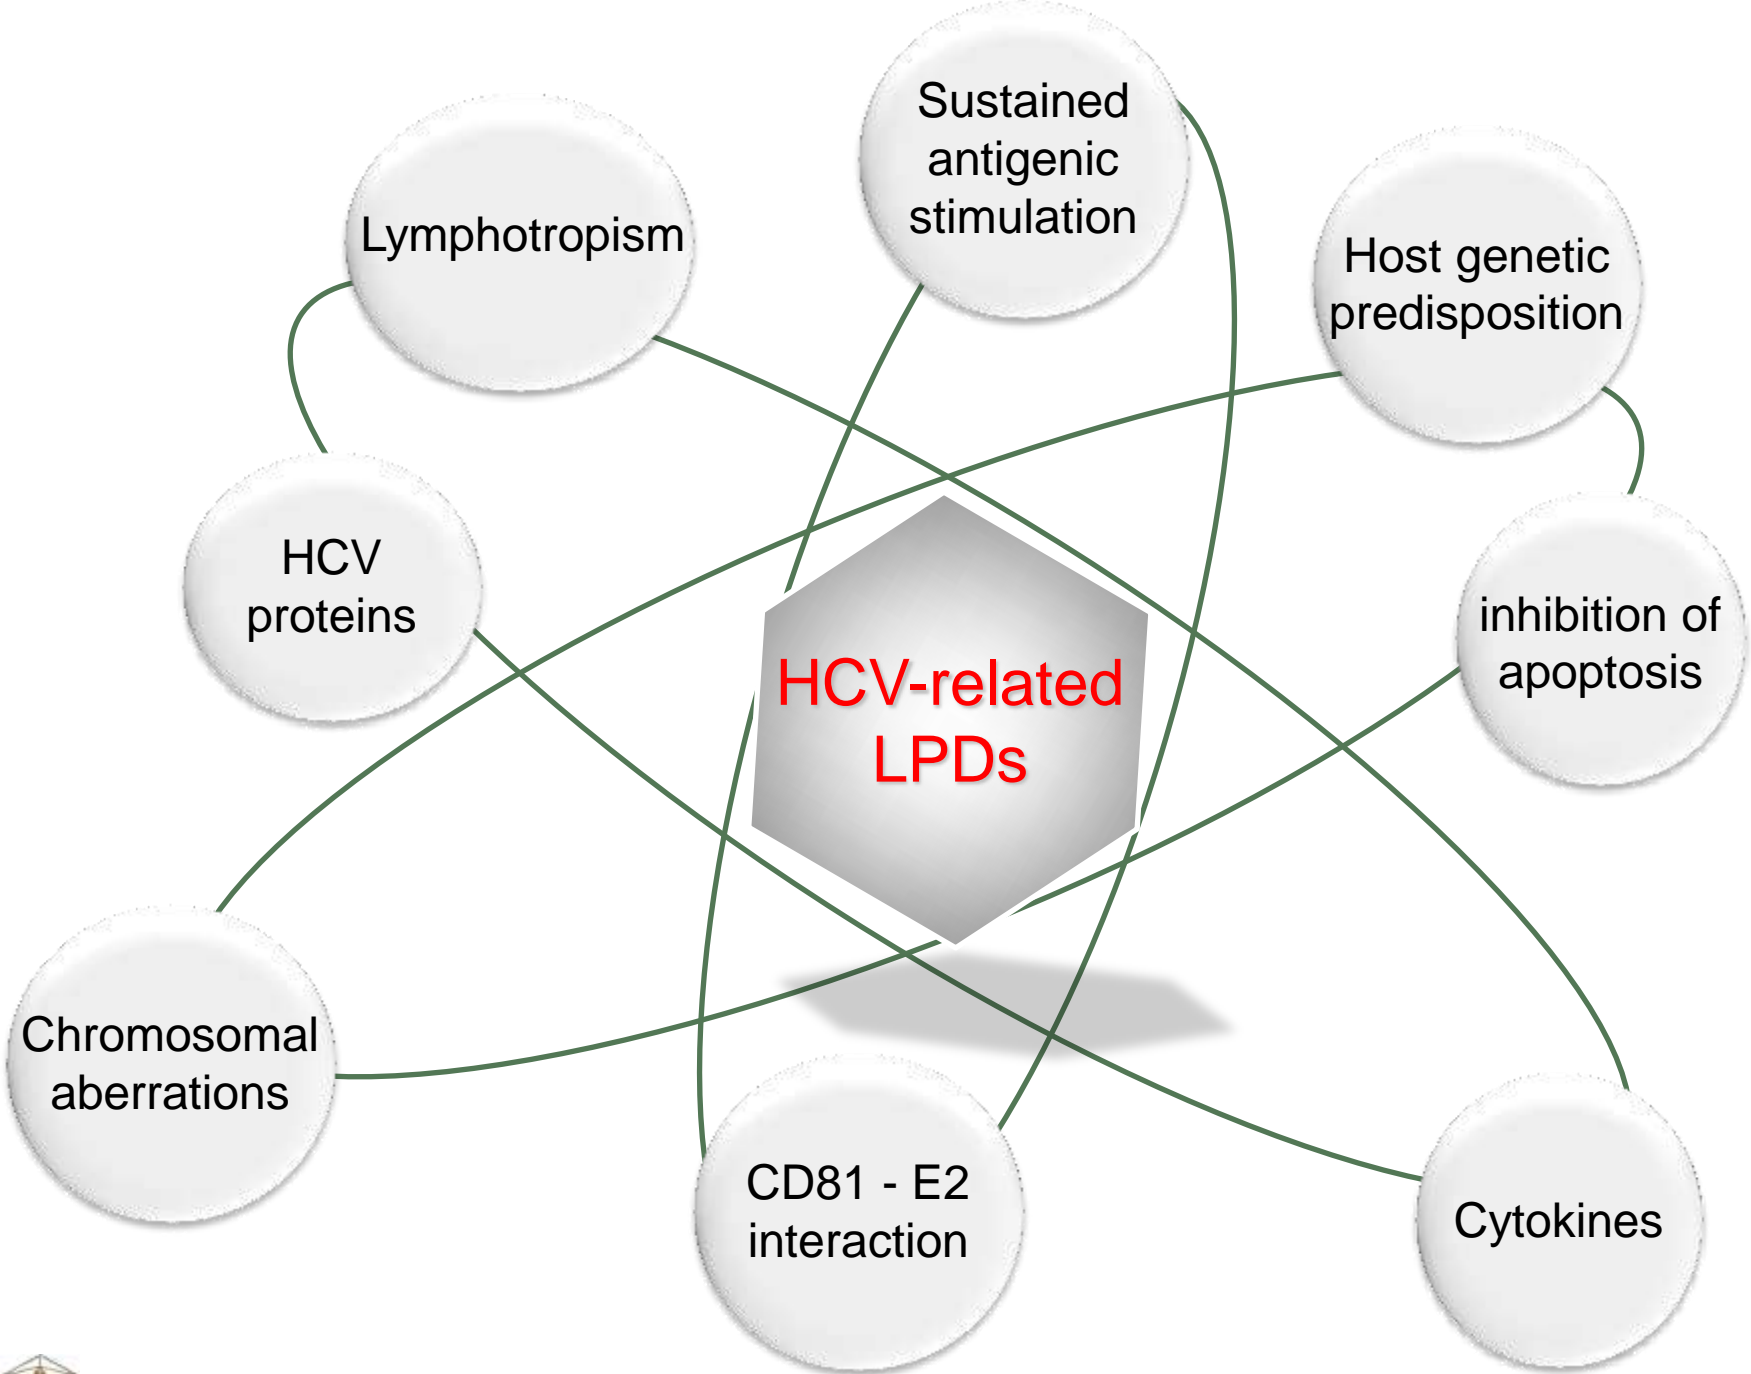 Sustained
antigenic
stimulation
Lymphotropism
Host genetic
predisposition
HCV
proteins
inhibition of
apoptosis
HCV-related
LPDs
Chromosomal
aberrations
CD81 - E2
interaction
Cytokines